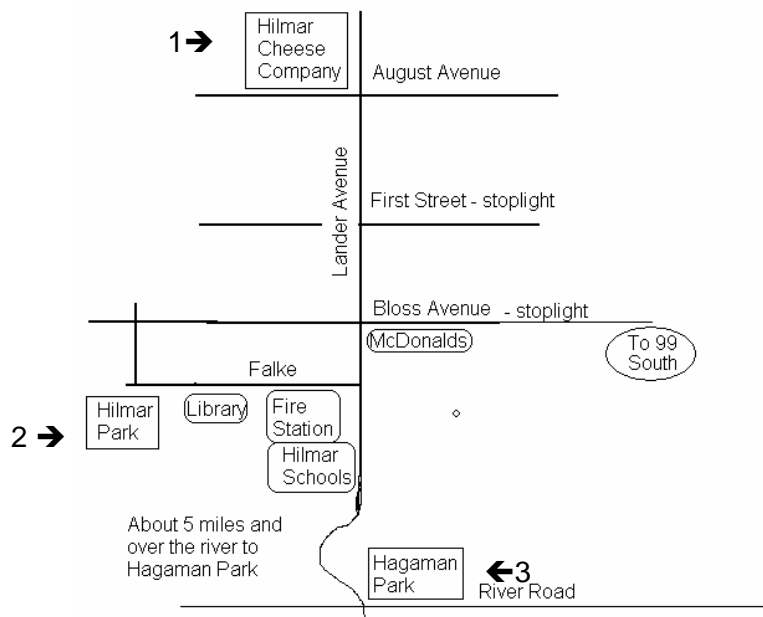 1➔
Hilmar
Cheese
Company
August Avenue
Lander Avenue
First Street - stoplight
Bloss Avenue - stoplight
McDonalds
To 99
South
Falke
2 ➔
Hilmar
Park
Library
Fire
Station
Hilmar
Schools
About 5 miles and
over the river to
Hagaman Park
Hagaman
Park
🡰3
River Road